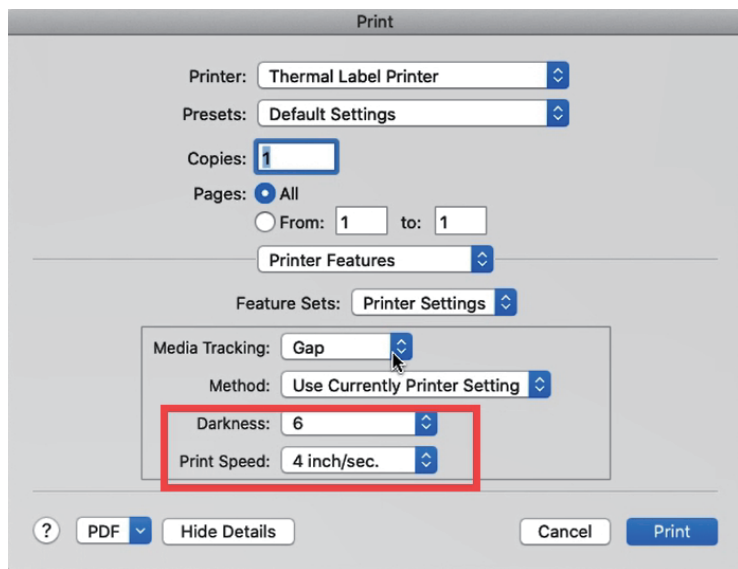 Print
Printer: Thermal Label Printer
Presets: Default Settings
Copies: 1
Pages: All
From: 1 to: 1
Printer Features
Feature Sets: Printer Settings
Media Tracking: Gap
Method: Use Currently Printer Setting
Darkness: 6
Print Speed: 4 inch/sec.
? PDF Hide Details Cancel Print